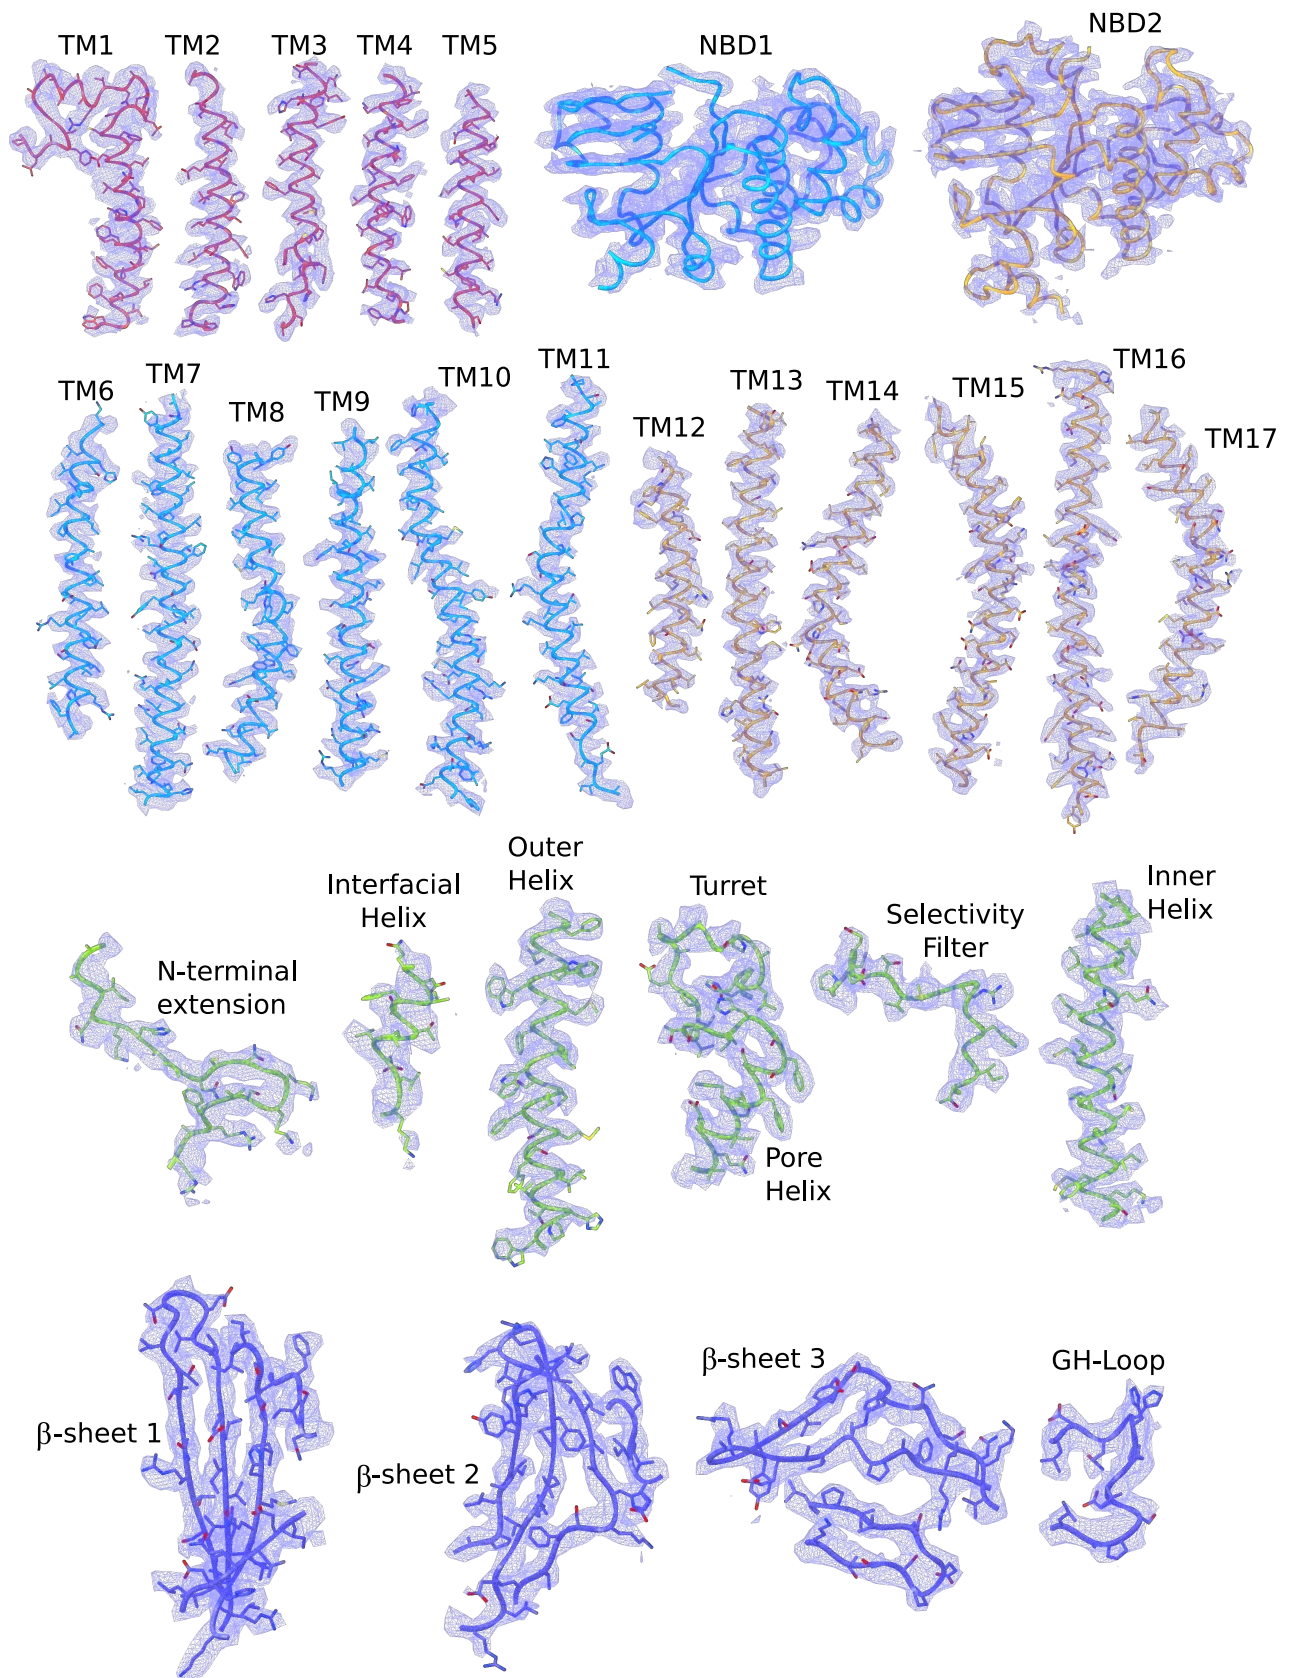 TM1
TM2
TM3
TM4
TM5
NBD1
NBD2
TM6
TM7
TM8
TM9
TM10
TM11
TM12
TM13
TM14
TM15
TM16
TM17
N-terminal
extension
Interfacial
Helix
Outer
Helix
Turret
Pore
Helix
Selectivity
Filter
Inner
Helix
β-sheet 1
β-sheet 2
β-sheet 3
GH-Loop